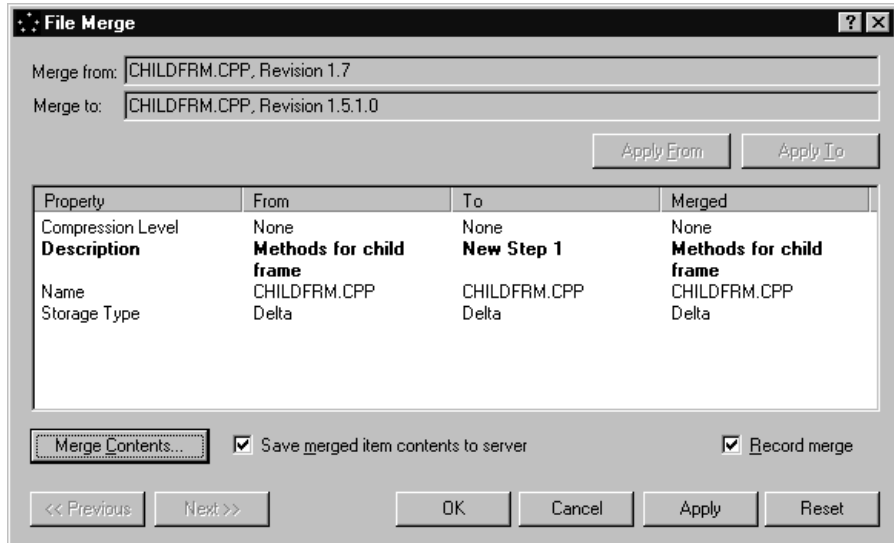 File Merge
Merge from: CHILDFRM.CPP, Revision 1.7
Merge to: CHILDFRM.CPP, Revision 1.5.1.0
Apply From Apply To
Property From To Merged
Compression Level None None None
Description Methods for child New Step 1 Methods for child
frame frame
Name CHILDFRM.CPP CHILDFRM.CPP CHILDFRM.CPP
Storage Type Delta Delta Delta
Merge Contents... Save merged item contents to server Record merge
<< Previous Next >> OK Cancel Apply Reset